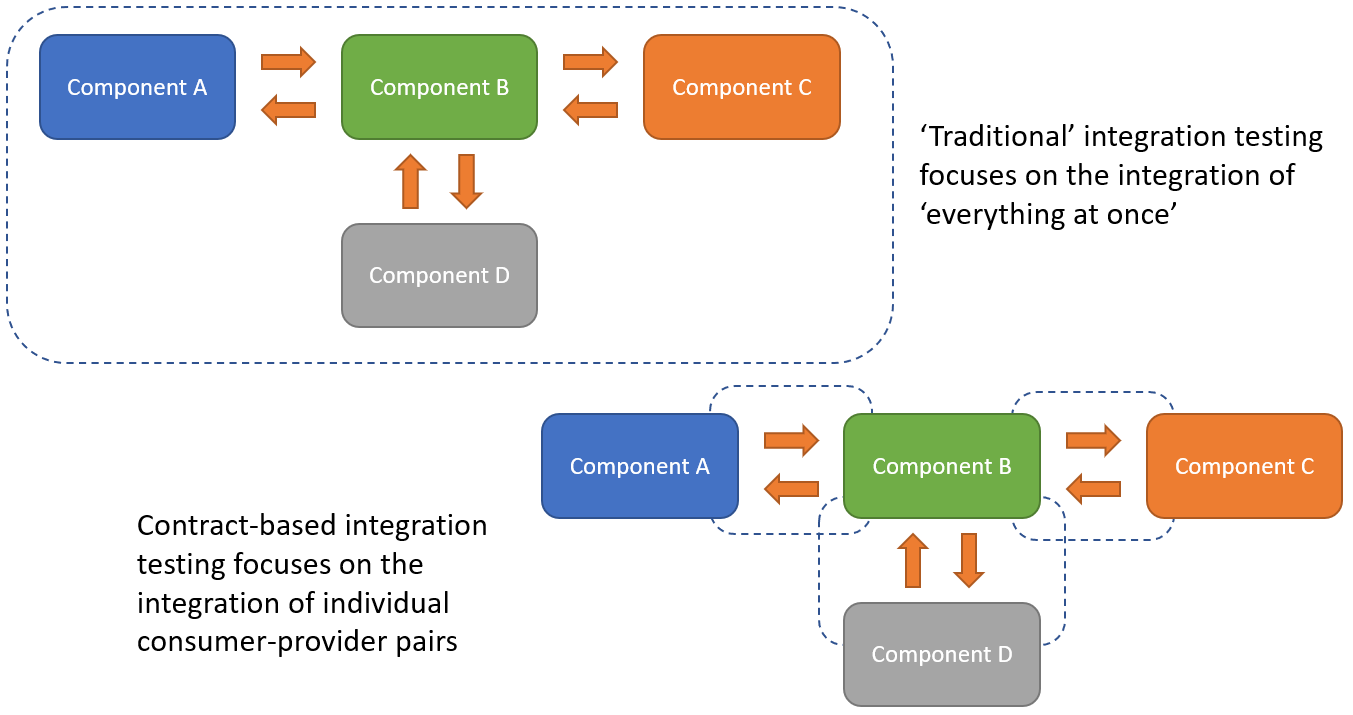 Component A
Component B
Component C
Component D
‘Traditional’ integration testing
focuses on the integration of
‘everything at once’
Component A
Component B
Component C
Component D
Contract-based integration
testing focuses on the
integration of individual
consumer-provider pairs